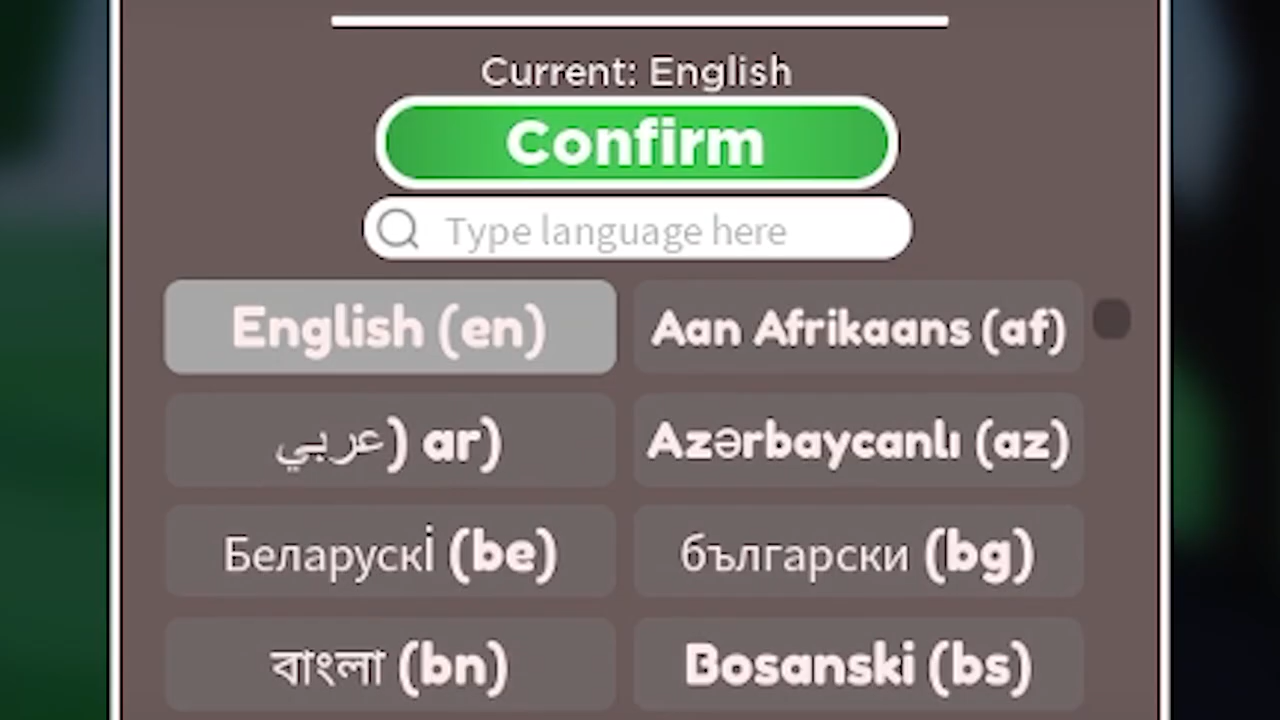 Current: English
Confirm
Type language here
English (en)
Aan Afrikaans (af)
عربي) ar)
Azərbaycanlı (az)
Беларускі (be)
български (bg)
বাংলা (bn)
Bosanski (bs)